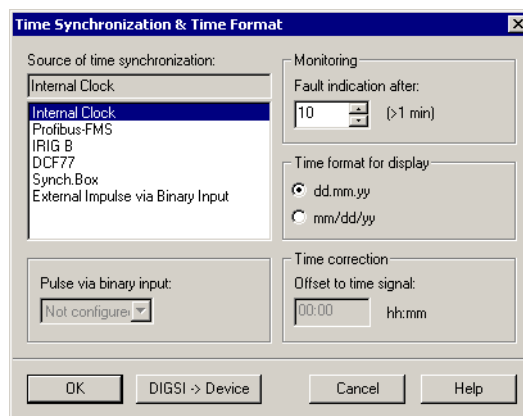 Time Synchronization & Time Format
Source of time synchronization:
Internal Clock
Internal Clock
Profibus-FMS
IRIG B
DCF77
Synch.Box
External Impulse via Binary Input
Pulse via binary input:
Not configure
Monitoring
Fault indication after:
10 (>1 min)
Time format for display
dd.mm.yy
mm/dd/yy
Time correction
Offset to time signal:
00:00 hh:mm
OK DIGSI -> Device Cancel Help